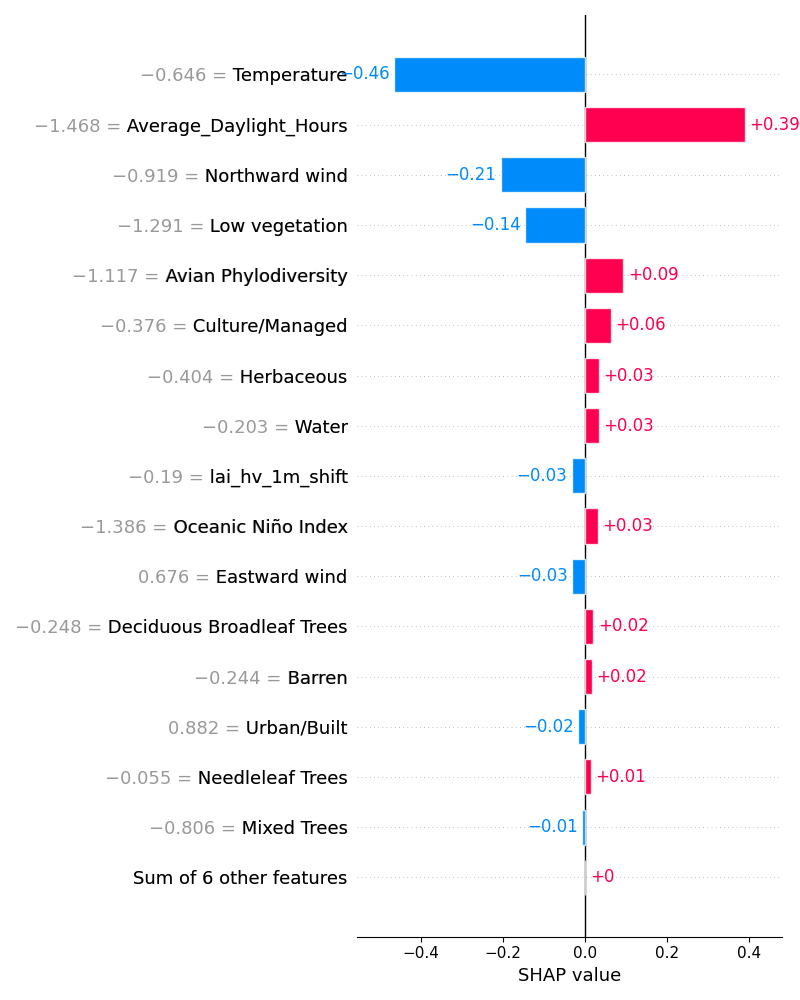 −0.646 = Temperature −0.46
−1.468 = Average_Daylight_Hours +0.39
−0.919 = Northward wind −0.21
−1.291 = Low vegetation −0.14
−1.117 = Avian Phylodiversity +0.09
−0.376 = Culture/Managed +0.06
−0.404 = Herbaceous +0.03
−0.203 = Water +0.03
−0.19 = lai_hv_1m_shift −0.03
−1.386 = Oceanic Niño Index +0.03
0.676 = Eastward wind −0.03
−0.248 = Deciduous Broadleaf Trees +0.02
−0.244 = Barren +0.02
0.882 = Urban/Built −0.02
−0.055 = Needleleaf Trees +0.01
−0.806 = Mixed Trees −0.01
Sum of 6 other features +0
−0.4 −0.2 0.0 0.2 0.4
SHAP value